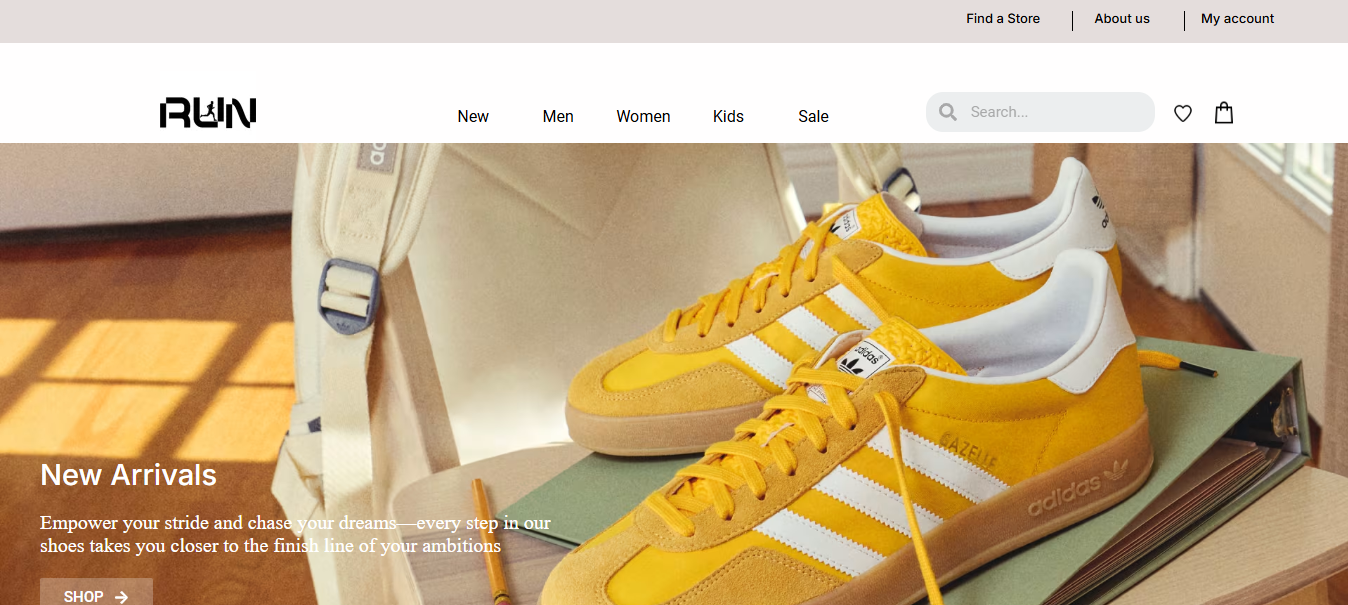 Find a Store
About us
My account
RUN
New
Men
Women
Kids
Sale
Search...
adidas
adidas
GAZELLE
adidas
New Arrivals
Empower your stride and chase your dreams—every step in our
shoes takes you closer to the finish line of your ambitions
SHOP